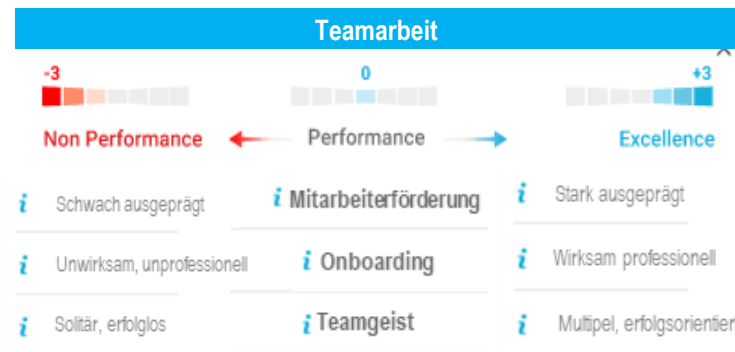 Teamarbeit
-3 0 +3
Non Performance Performance Excellence
Schwach ausgeprägt Mitarbeiterförderung Stark ausgeprägt
Unwirksam, unprofessionell Onboarding Wirksam professionell
Solitär, erfolglos Teamgeist Multipel, erfolgsorientier